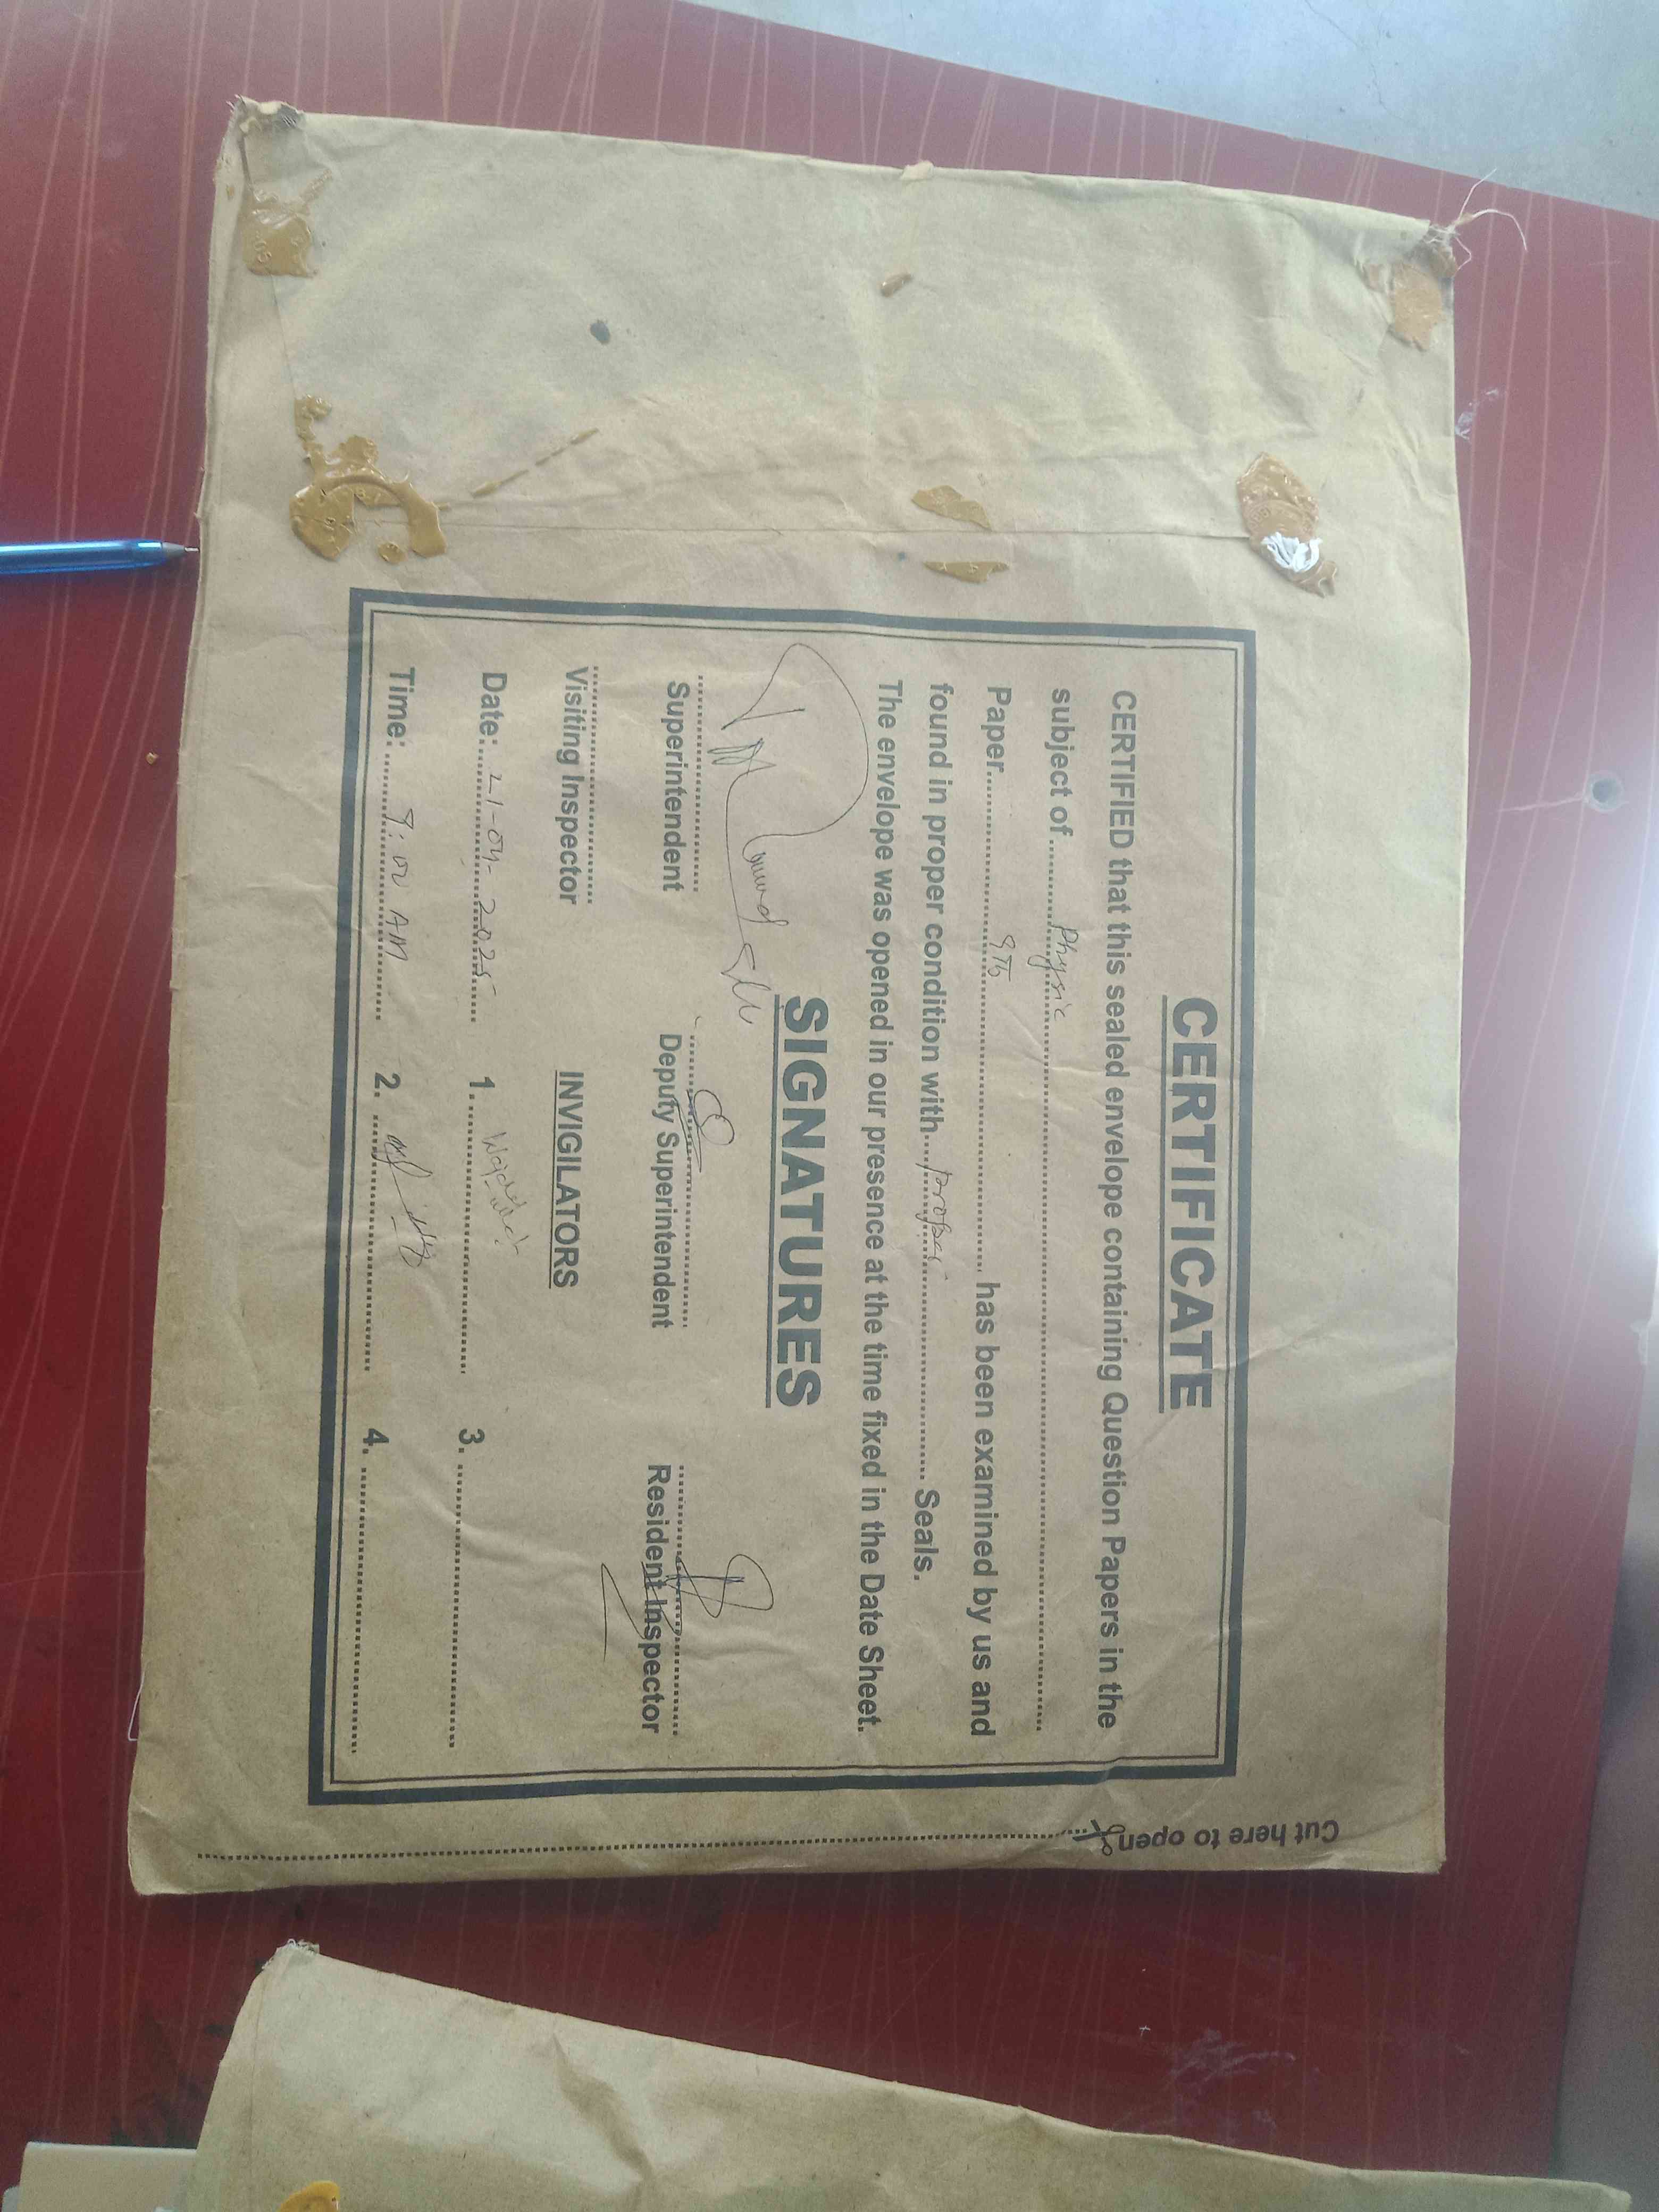 CERTIFICATE
CERTIFIED that this sealed envelope containing Question Papers in the
subject of ........ Physic ........
Paper........ 9th ........ has been examined by us and
found in proper condition with.... proper ........ Seals.
The envelope was opened in our presence at the time fixed in the Date Sheet.
SIGNATURES
Superintendent Deputy Superintendent Resident Inspector
Visiting Inspector INVIGILATORS
Date: 21-04-2025 1. 3.
Time: 9:00 AM 2. 4.
Cut here to open